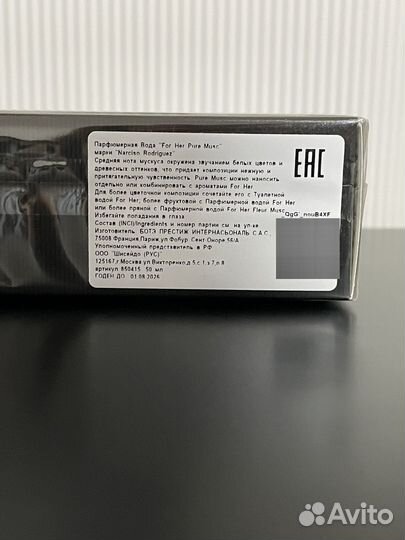 Парфюмерная Вода "For Her Pure Musc"
марки "Narciso Rodriguez"
Средняя нота мускуса окружена звучанием белых цветов и
древесных оттенков, что придает композиции нежную и
притягательную чувственность. Pure Musc можно наносить
отдельно или комбинировать с ароматами For Her.
Для более цветочной композиции сочетайте его с Туалетной
водой For Her; более фруктовой с Парфюмерной водой For Her
или более пряной с Парфюмерной водой For Her Fleur Musc
Избегайте попадания в глаза
Состав (INCI)/Ingredients и номер партии см. на уп-ке
Изготовитель: БОТЭ ПРЕСТИЖ ИНТЕРНАСЬОНАЛЬ С.А.С.,
75008 Франция,Париж,ул.Фобур Сент Оноре,56/А
Уполномоченный представитель в РФ
ООО "Шисейдо (РУС)"
125167,г.Москва,ул.Викторенко,д.5,с.1,э.7,п.8
артикул 850415 50 мл
ГОДЕН ДО: 01.08.2026
EAC
Avito